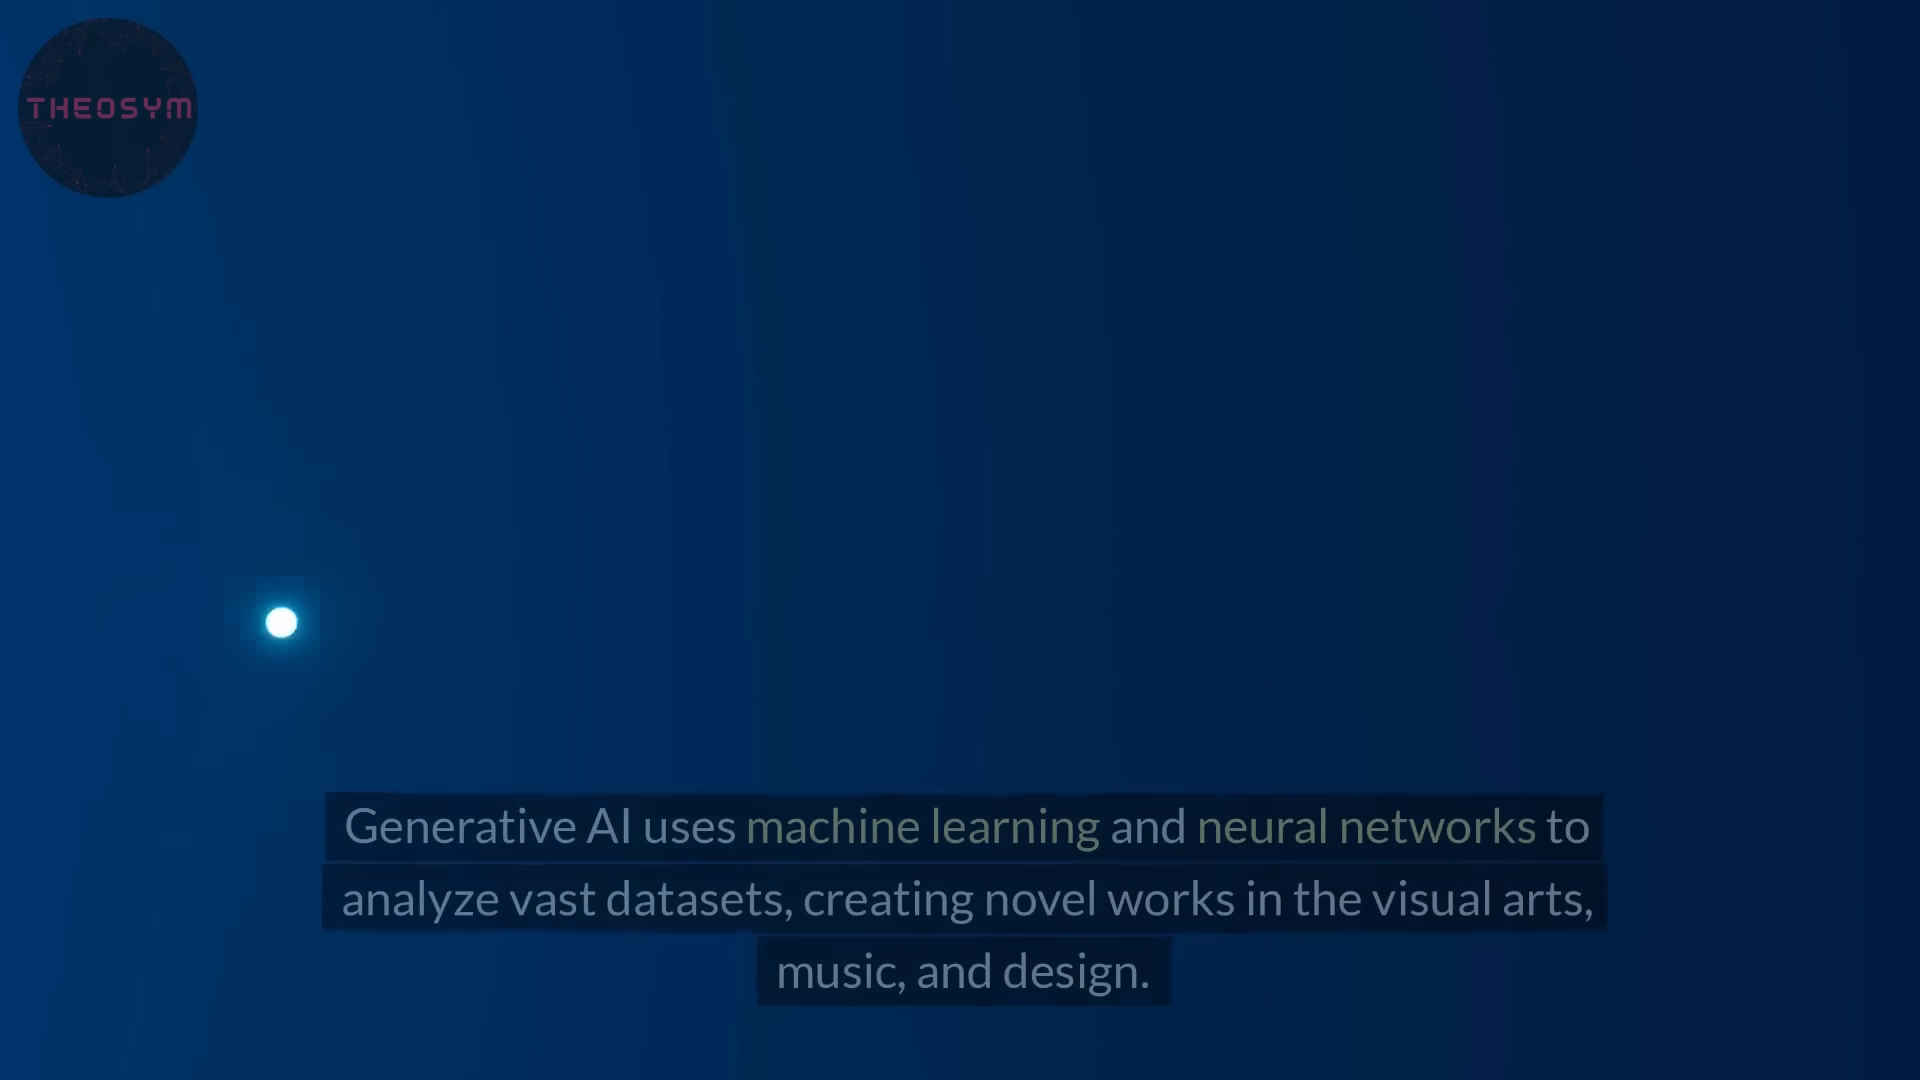 THEOSYM
Generative AI uses machine learning and neural networks to
analyze vast datasets, creating novel works in the visual arts,
music, and design.